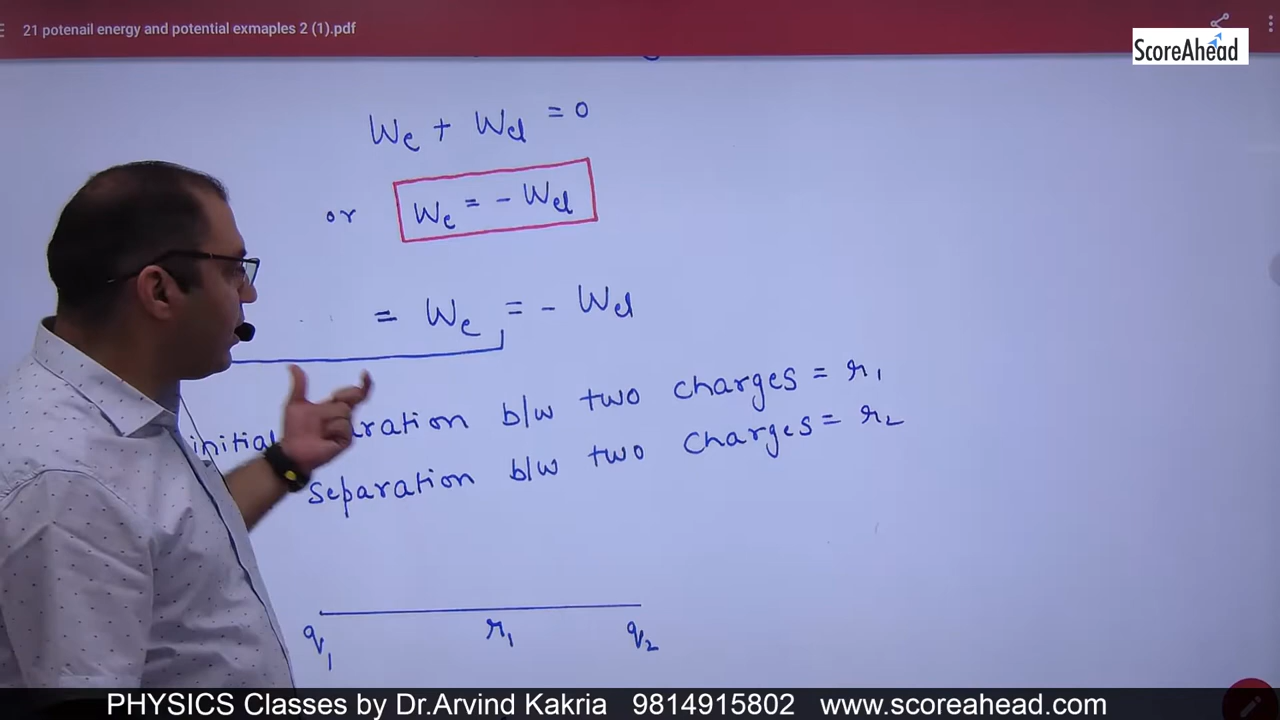 21 potenail energy and potential exmaples 2 (1).pdf
ScoreAhead
We + Wel = 0
or We = - Wel
= We = - Wel
initial aration b/w two charges = r1
separation b/w two charges = r2
q1 r1 q2
PHYSICS Classes by Dr.Arvind Kakria 9814915802 www.scoreahead.com